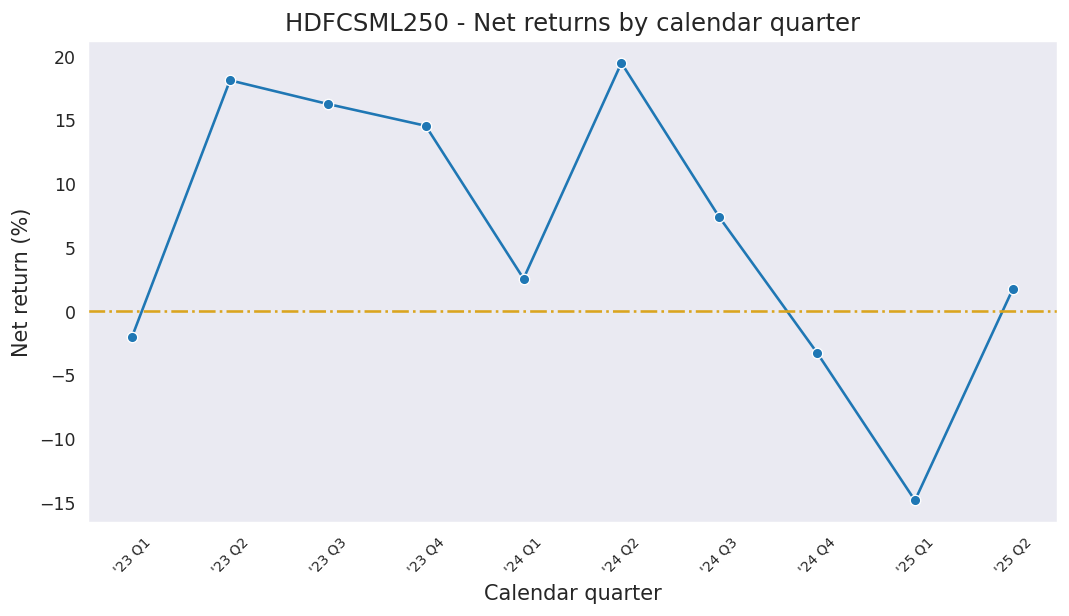 HDFCSML250 - Net returns by calendar quarter
Net return (%)
20
15
10
5
0
−5
−10
−15
'23 Q1
'23 Q2
'23 Q3
'23 Q4
'24 Q1
'24 Q2
'24 Q3
'24 Q4
'25 Q1
'25 Q2
Calendar quarter